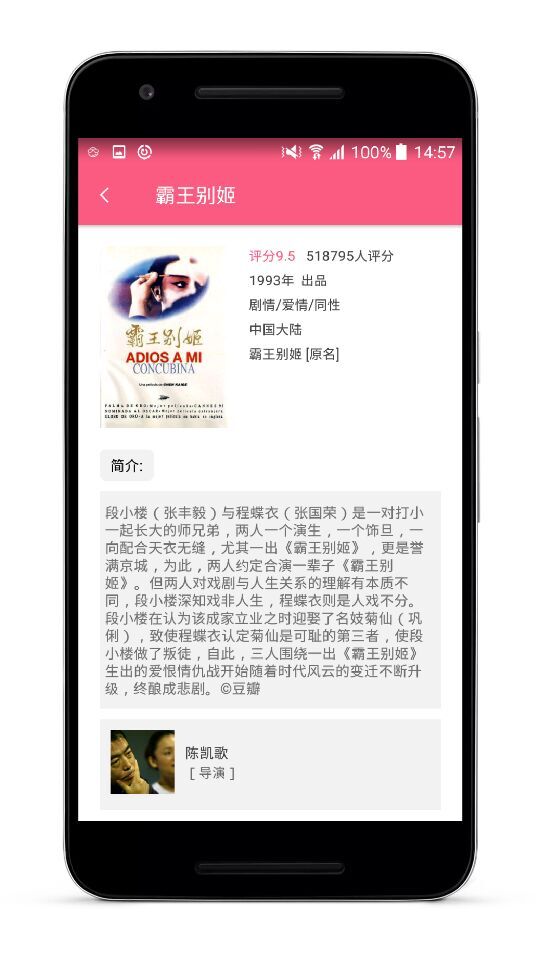 100% 14:57
霸王别姬
评分9.5 518795人评分
1993年 出品
剧情/爱情/同性
中国大陆
霸王别姬 [原名]
霸王别姬
ADIOS A MI
CONCUBINA
Una película de CHEN KAIGE
简介:
段小楼（张丰毅）与程蝶衣（张国荣）是一对打小
一起长大的师兄弟，两人一个演生，一个饰旦，一
向配合天衣无缝，尤其一出《霸王别姬》，更是誉
满京城，为此，两人约定合演一辈子《霸王别
姬》。但两人对戏剧与人生关系的理解有本质不
同，段小楼深知戏非人生，程蝶衣则是人戏不分。
段小楼在认为该成家立业之时迎娶了名妓菊仙（巩
俐），致使程蝶衣认定菊仙是可耻的第三者，使段
小楼做了叛徒，自此，三人围绕一出《霸王别姬》
生出的爱恨情仇战开始随着时代风云的变迁不断升
级，终酿成悲剧。©豆瓣
陈凯歌
[ 导演 ]